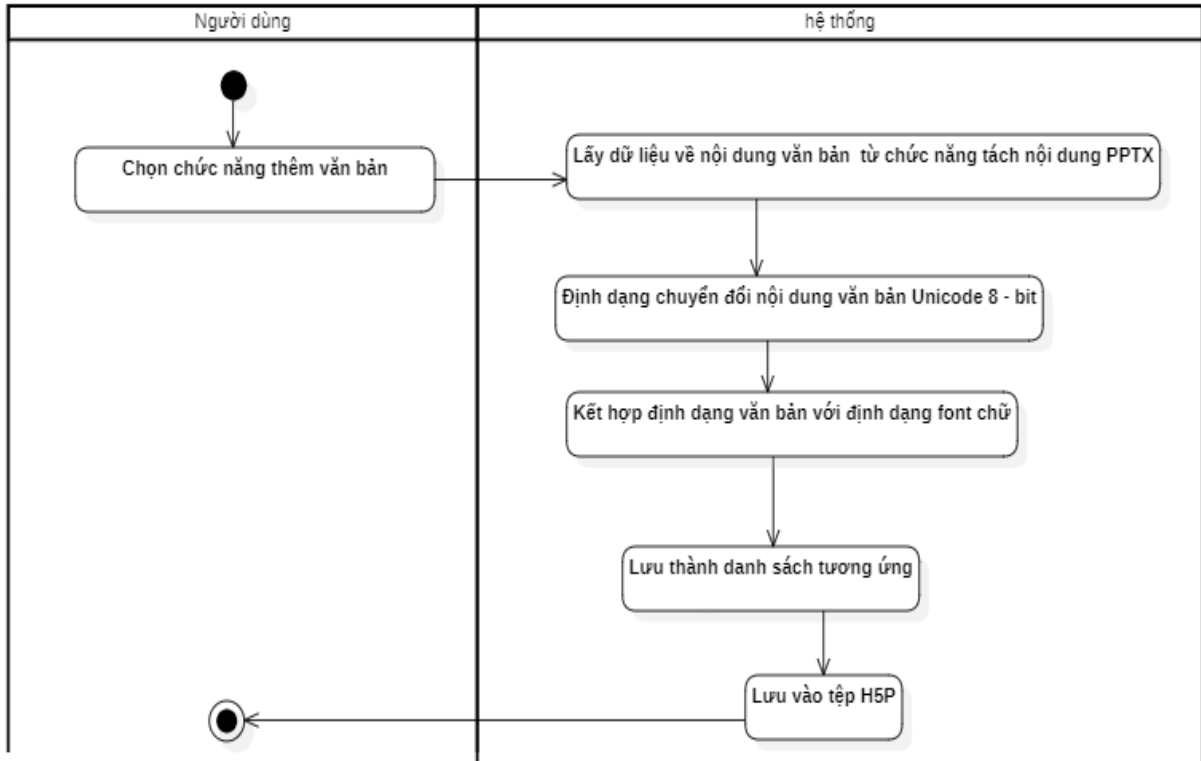 Người dùng
hệ thống
Chọn chức năng thêm văn bản
Lấy dữ liệu về nội dung văn bản từ chức năng tách nội dung PPTX
Định dạng chuyển đổi nội dung văn bản Unicode 8 - bit
Kết hợp định dạng văn bản với định dạng font chữ
Lưu thành danh sách tương ứng
Lưu vào tệp H5P